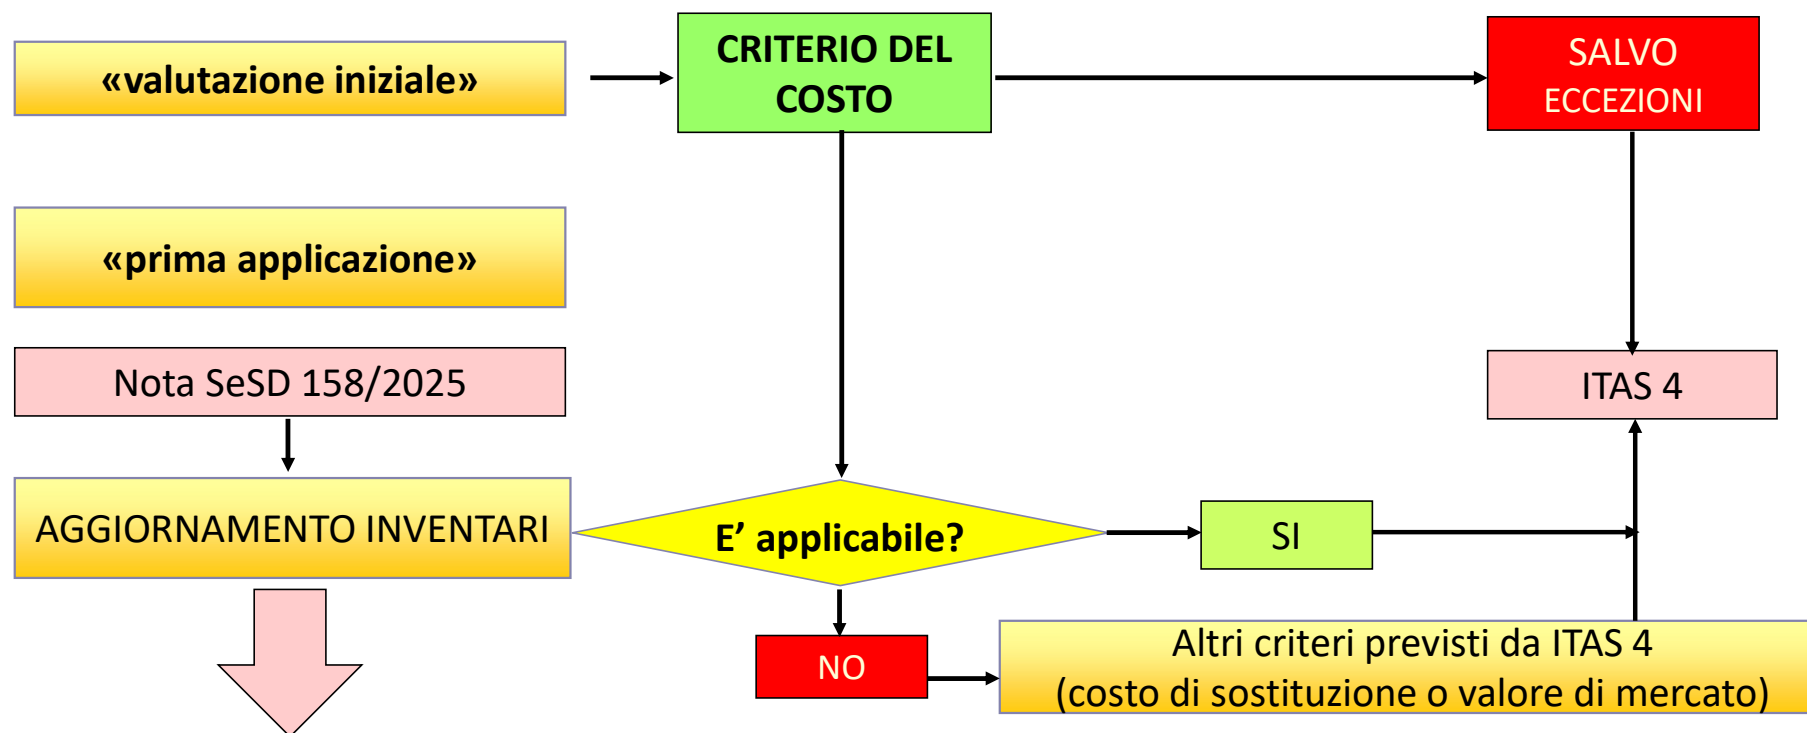 «valutazione iniziale»
CRITERIO DEL
COSTO
SALVO
ECCEZIONI
«prima applicazione»
Nota SeSD 158/2025
ITAS 4
AGGIORNAMENTO INVENTARI
E’ applicabile?
SI
NO
Altri criteri previsti da ITAS 4
(costo di sostituzione o valore di mercato)